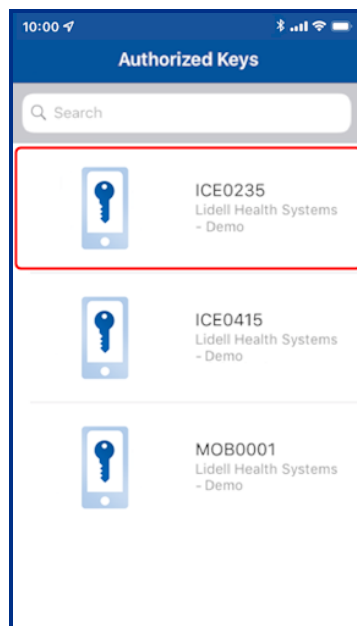 10:00
Authorized Keys
Search
ICE0235
Lidell Health Systems
- Demo
ICE0415
Lidell Health Systems
- Demo
MOB0001
Lidell Health Systems
- Demo